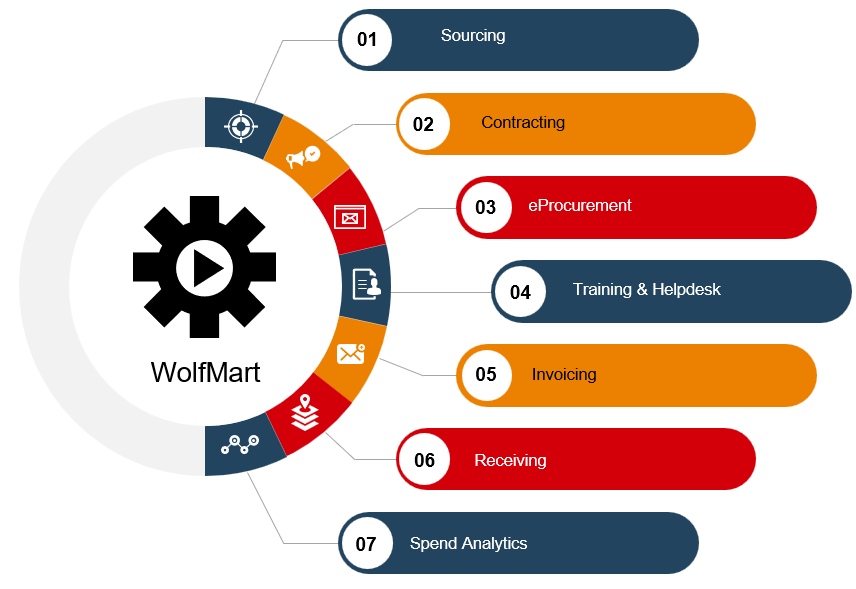 01
Sourcing
02
Contracting
03
eProcurement
04
Training & Helpdesk
WolfMart
05
Invoicing
06
Receiving
07
Spend Analytics